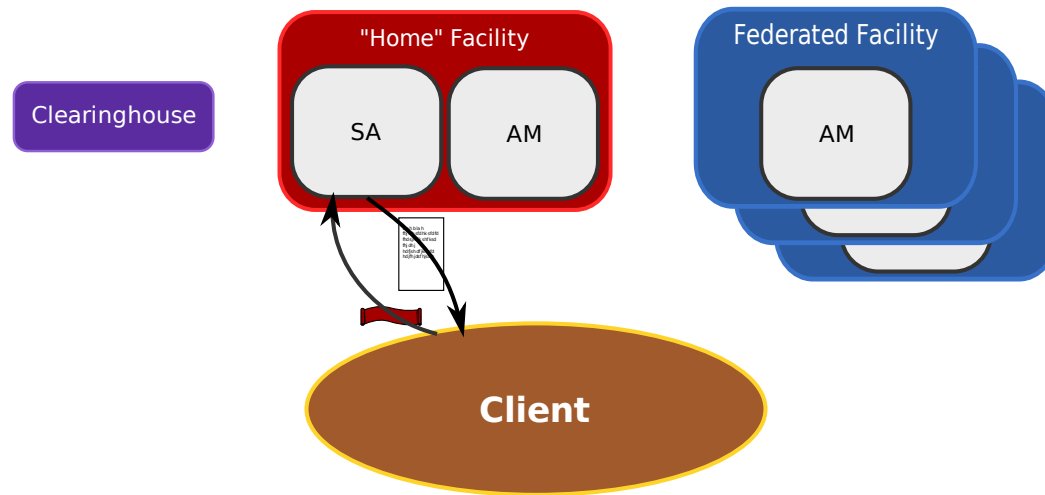 Clearinghouse
"Home" Facility
SA
AM
Federated Facility
AM
Client